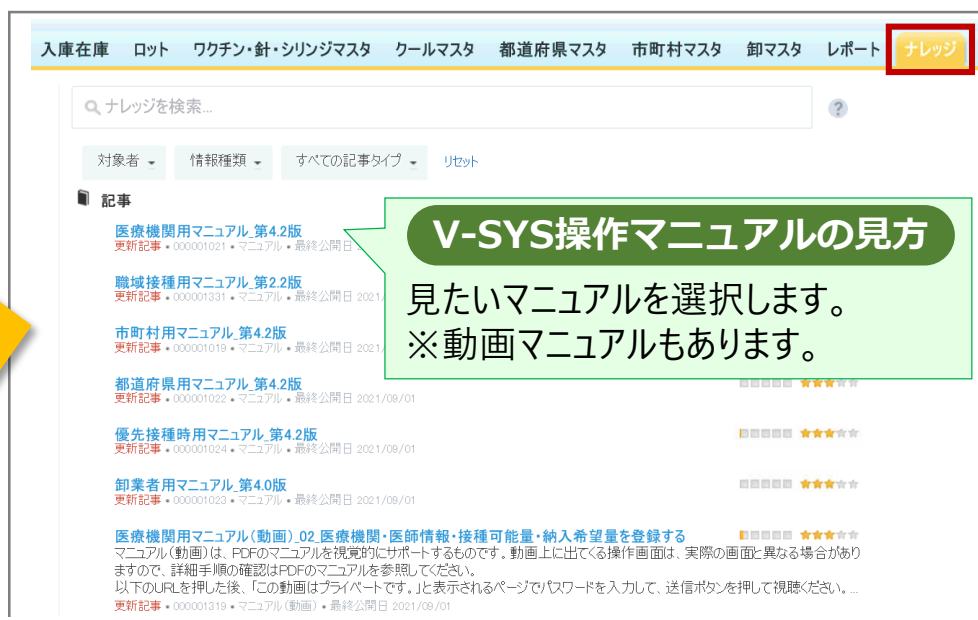 入庫在庫 ロット ワクチン・針・シリンジマスタ クールマスタ 都道府県マスタ 市町村マスタ 卸マスタ レポート ナレッジ
ナレッジを検索...
?
対象者 情報種類 すべての記事タイプ リセット
記事
医療機関用マニュアル_第4.2版
更新記事 • 000001021 • マニュアル • 最終公開日
職域接種用マニュアル_第2.2版
更新記事 • 000001331 • マニュアル • 最終公開日 2021/
市町村用マニュアル_第4.2版
更新記事 • 000001019 • マニュアル • 最終公開日 2021/
V-SYS操作マニュアルの見方
見たいマニュアルを選択します。
※動画マニュアルもあります。
都道府県用マニュアル_第4.2版
更新記事 • 000001022 • マニュアル • 最終公開日 2021/09/01
優先接種時用マニュアル_第4.2版
更新記事 • 000001024 • マニュアル • 最終公開日 2021/09/01
卸業者用マニュアル_第4.0版
更新記事 • 000001023 • マニュアル • 最終公開日 2021/09/01
医療機関用マニュアル(動画)_02_医療機関・医師情報・接種可能量・納入希望量を登録する
マニュアル(動画)は、PDFのマニュアルを視覚的にサポートするものです。動画上に出てくる操作画面は、実際の画面と異なる場合があり
ますので、詳細手順の確認はPDFのマニュアルを参照してください。
以下のURLを押した後、「この動画はプライベートです。」と表示されるページでパスワードを入力して、送信ボタンを押して視聴ください。...
更新記事 • 000001319 • マニュアル(動画) • 最終公開日 2021/09/01